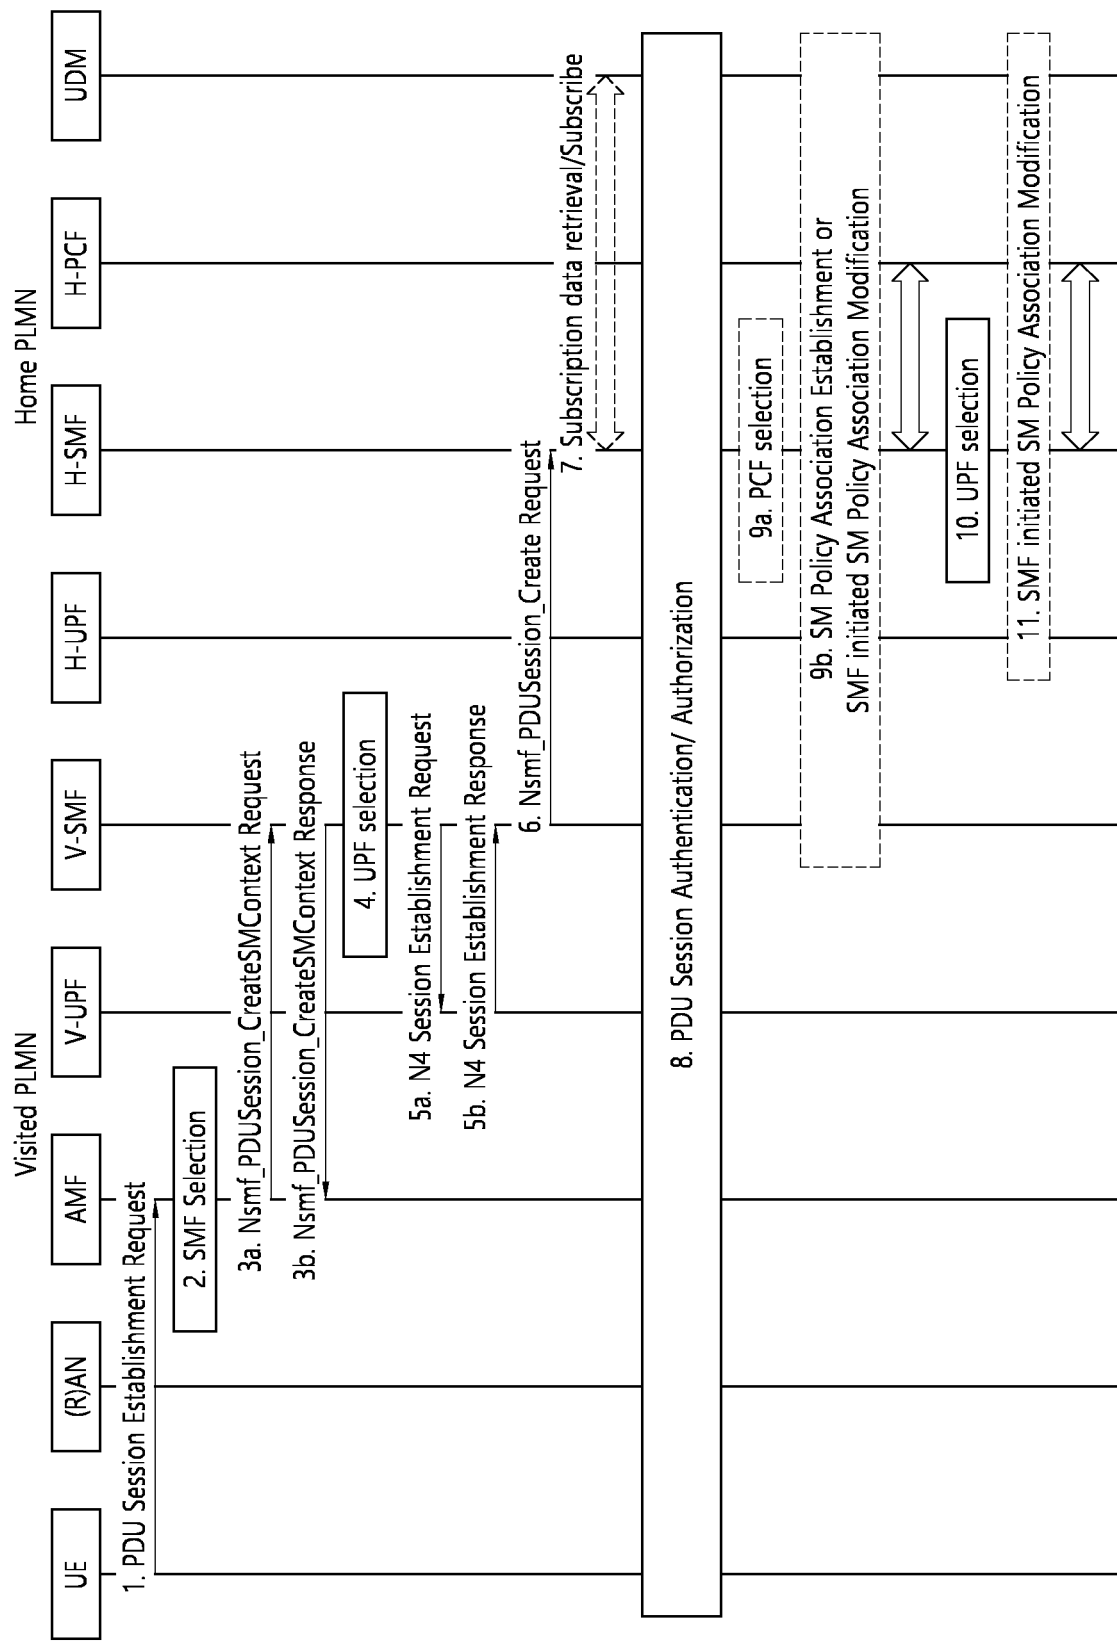 Visited PLMN
Home PLMN
UE
(R)AN
AMF
V-UPF
V-SMF
H-UPF
H-SMF
H-PCF
UDM
1. PDU Session Establishment Request
2. SMF Selection
3a. Nsmf_PDUSession_CreateSMContext Request
3b. Nsmf_PDUSession_CreateSMContext Response
4. UPF selection
5a. N4 Session Establishment Request
5b. N4 Session Establishment Response
6. Nsmf_PDUSession_Create Request
7. Subscription data retrieval/Subscribe
8. PDU Session Authentication/ Authorization
9a. PCF selection
9b. SM Policy Association Establishment or
SMF initiated SM Policy Association Modification
10. UPF selection
11. SMF initiated SM Policy Association Modification